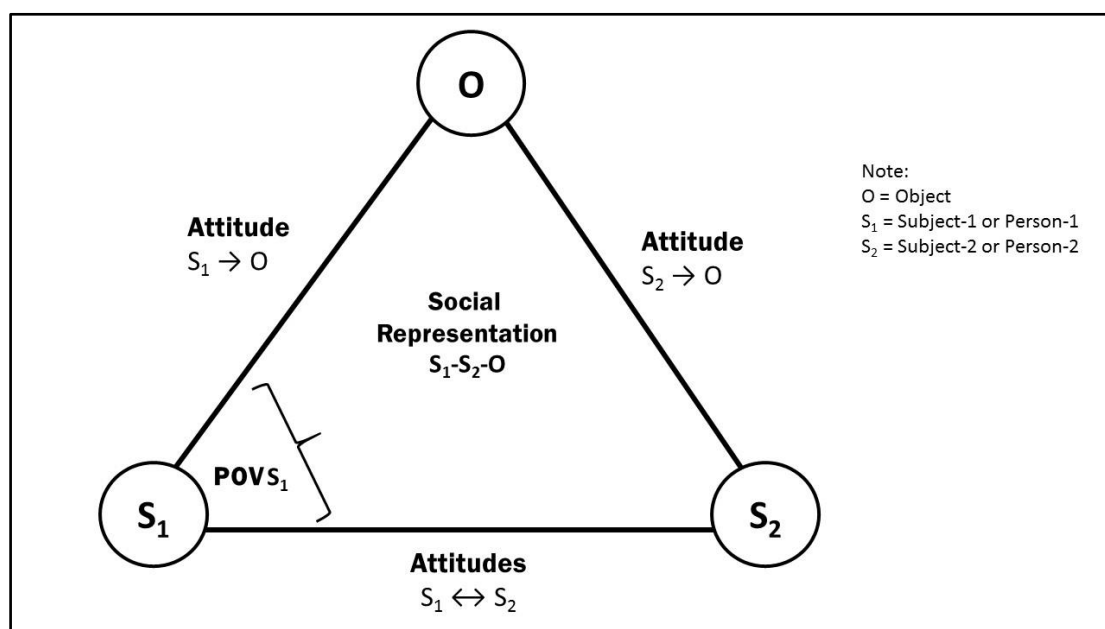 O
Note:
O = Object
S₁ = Subject-1 or Person-1
S₂ = Subject-2 or Person-2
Attitude
S₁ → O
Attitude
S₂ → O
Social
Representation
S₁-S₂-O
POVS₁
S₁
S₂
Attitudes
S₁ ↔ S₂